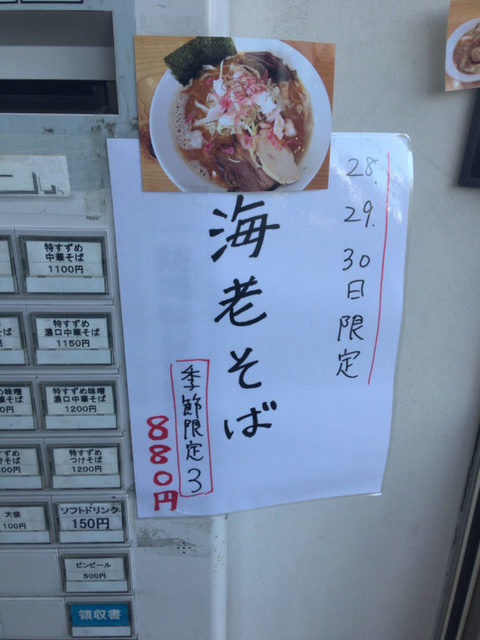 28.
29.
30日限定
海老そば
季節限定3
880円
ール
特すずめ
中華そば
1100円
特すずめ
濃口中華そば
1150円
特すずめ味噌
濃口中華そば
1200円
特すずめ
つけそば
1200円
大盛
100円
ソフトドリンク
150円
ビンビール
500円
領収書